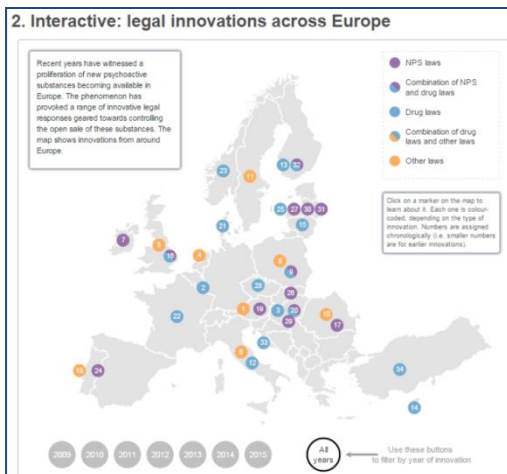 2. Interactive: legal innovations across Europe
Recent years have witnessed a
proliferation of new psychoactive
substances becoming available
in Europe. The phenomenon has
provoked a range of innovative legal
responses geared towards controlling
the open sale of these substances. The
map shows innovations from around
Europe.
NPS laws
Combination of NPS
and drug laws
Drug laws
Combination of drug
laws and other laws
Other laws
Click on a marker on the map to
learn about it. Each one is colour-
coded, depending on the type of
innovation. Numbers are assigned
chronologically (i.e. smaller numbers
are for earlier innovations).
23
11
13 32
25 27 30 31
15
21
7
4
9
2
28
26
1 19 3 20
29
17
22
33
12
24
34
14
2009 2010 2011 2012 2013 2014 2015
All
years
Use these buttons
to filter by year of innovation